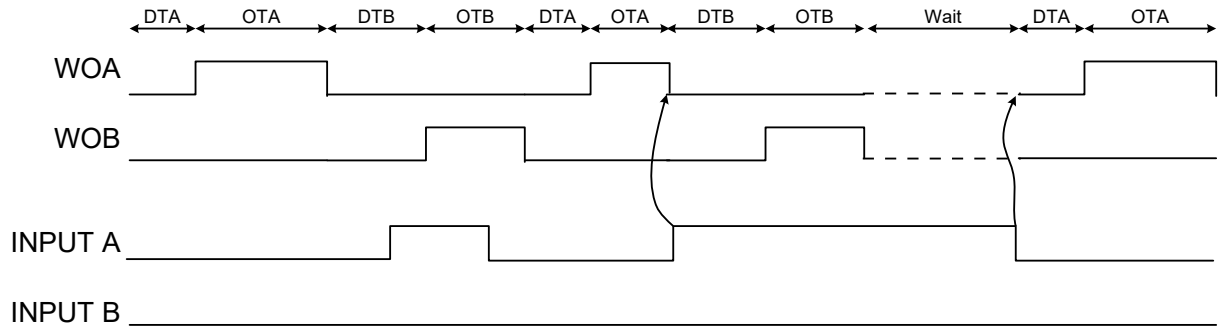 DTA OTA DTB OTB DTA OTA DTB OTB Wait DTA OTA
WOA
WOB
INPUT A
INPUT B